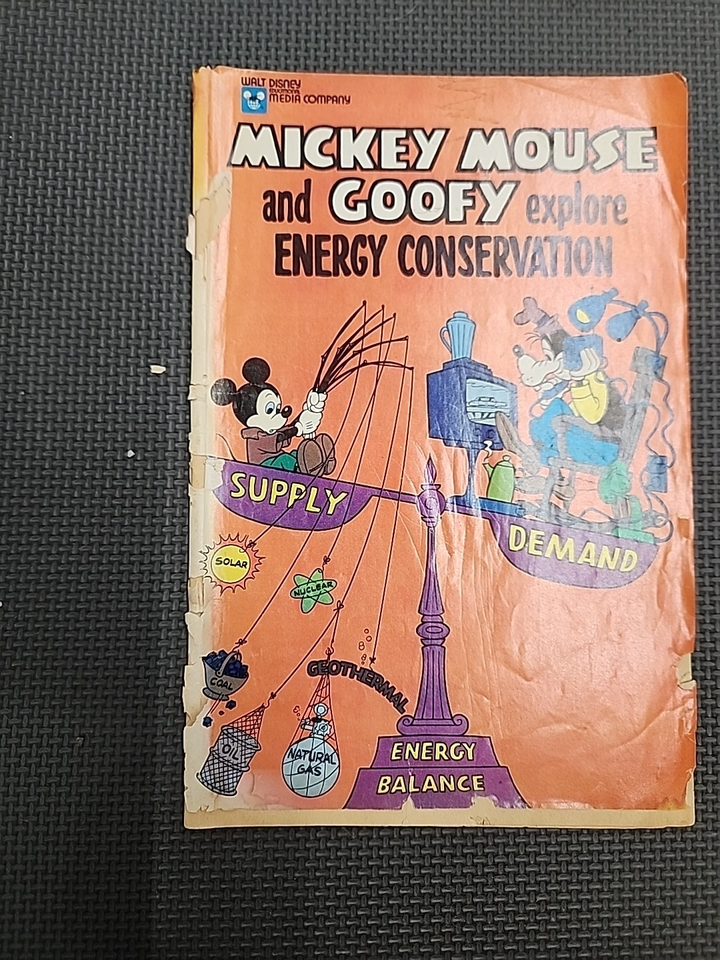 WALT DISNEY
EDUCATIONAL
MEDIA COMPANY
MICKEY MOUSE
and GOOFY explore
ENERGY CONSERVATION
SUPPLY
DEMAND
SOLAR
NUCLEAR
COAL
GEOTHERMAL
OIL
NATURAL
GAS
ENERGY
BALANCE